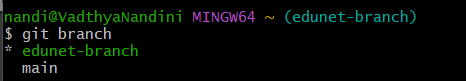 nandi@VadthyaNandini MINGW64 ~ (edunet-branch)
$ git branch
* edunet-branch
  main